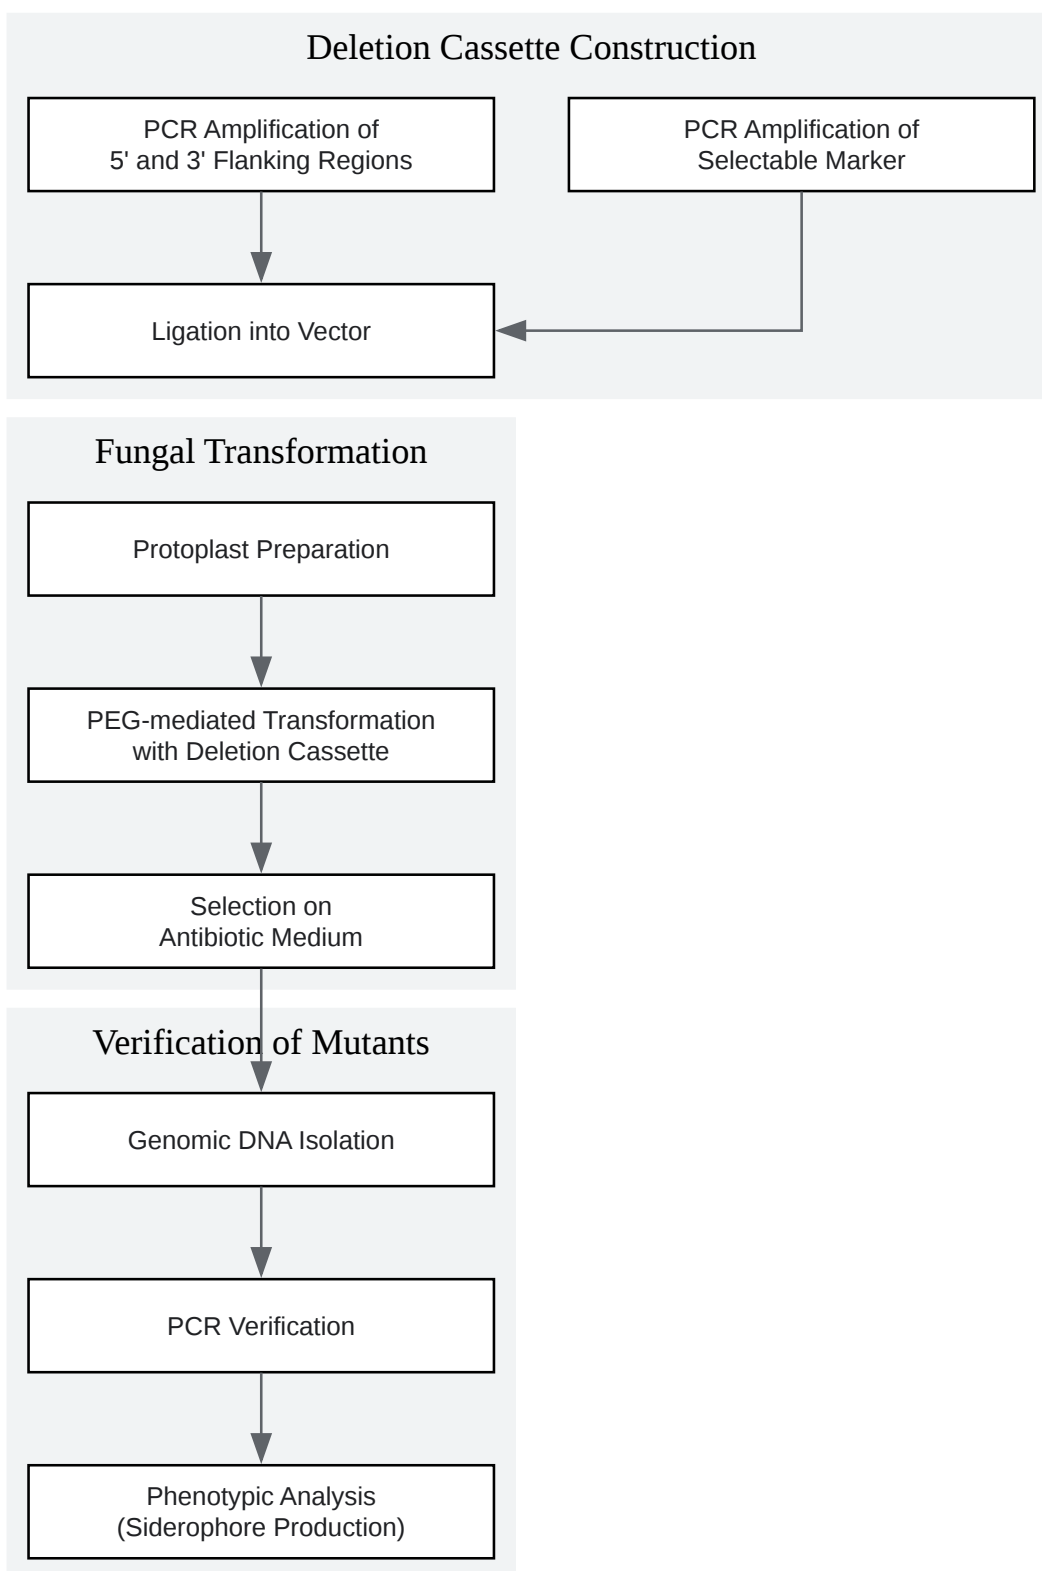 Deletion Cassette Construction
PCR Amplification of
5' and 3' Flanking Regions
PCR Amplification of
Selectable Marker
Ligation into Vector
Fungal Transformation
Protoplast Preparation
PEG-mediated Transformation
with Deletion Cassette
Selection on
Antibiotic Medium
Verification of Mutants
Genomic DNA Isolation
PCR Verification
Phenotypic Analysis
(Siderophore Production)